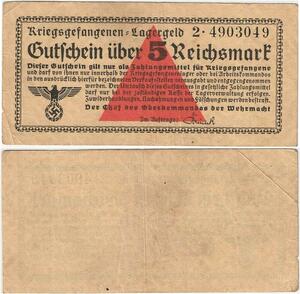 Kriegsgefangenen-Lagergeld 2·4903049
Gutschein über 5 Reichsmark
Dieser Gutschein gilt nur als Zahlungsmittel für Kriegsgefangene
und darf von ihnen nur innerhalb der Kriegsgefangenenlager oder bei Arbeitskommandos
in den ausdrücklich hierfür bezeichneten Verkaufsstellen verausgabt und entgegengenommen
werden. Der Umtausch dieses Gutscheins in gesetzliche Zahlungsmittel
darf nur bei der zuständigen Kasse der Lagerverwaltung erfolgen.
Zuwiderhandlungen, Nachahmungen und Fälschungen werden bestraft.
Der Chef des Oberkommandos der Wehrmacht
Im Auftrage: